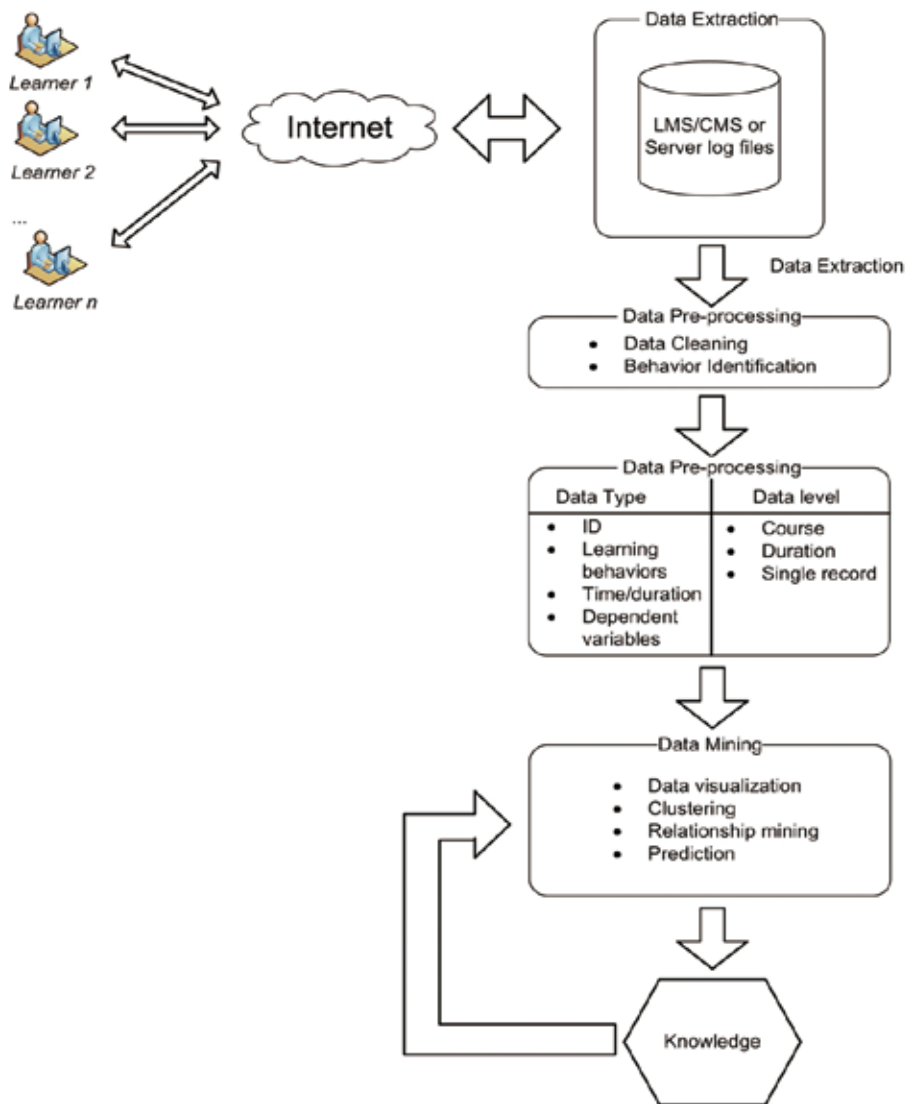 Learner 1
Learner 2
...
Learner n
Internet
Data Extraction
LMS/CMS or
Server log files
Data Extraction
Data Pre-processing
• Data Cleaning
• Behavior Identification
Data Pre-processing
Data Type
• ID
• Learning
behaviors
• Time/duration
• Dependent
variables
Data level
• Course
• Duration
• Single record
Data Mining
• Data visualization
• Clustering
• Relationship mining
• Prediction
Knowledge